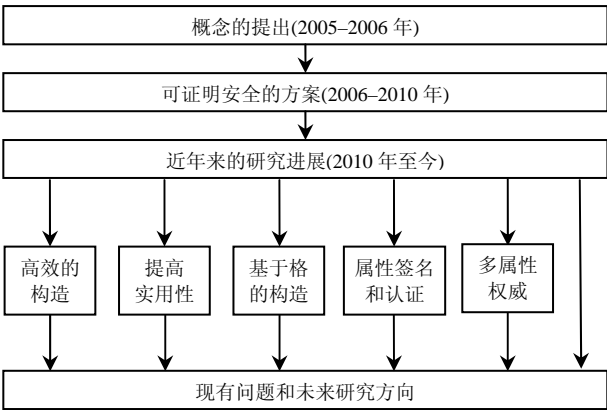 概念的提出(2005–2006 年)
可证明安全的方案(2006–2010 年)
近年来的研究进展(2010 年至今)
高效的
构造
提高
实用性
基于格
的构造
属性签名
和认证
多属性
权威
现有问题和未来研究方向